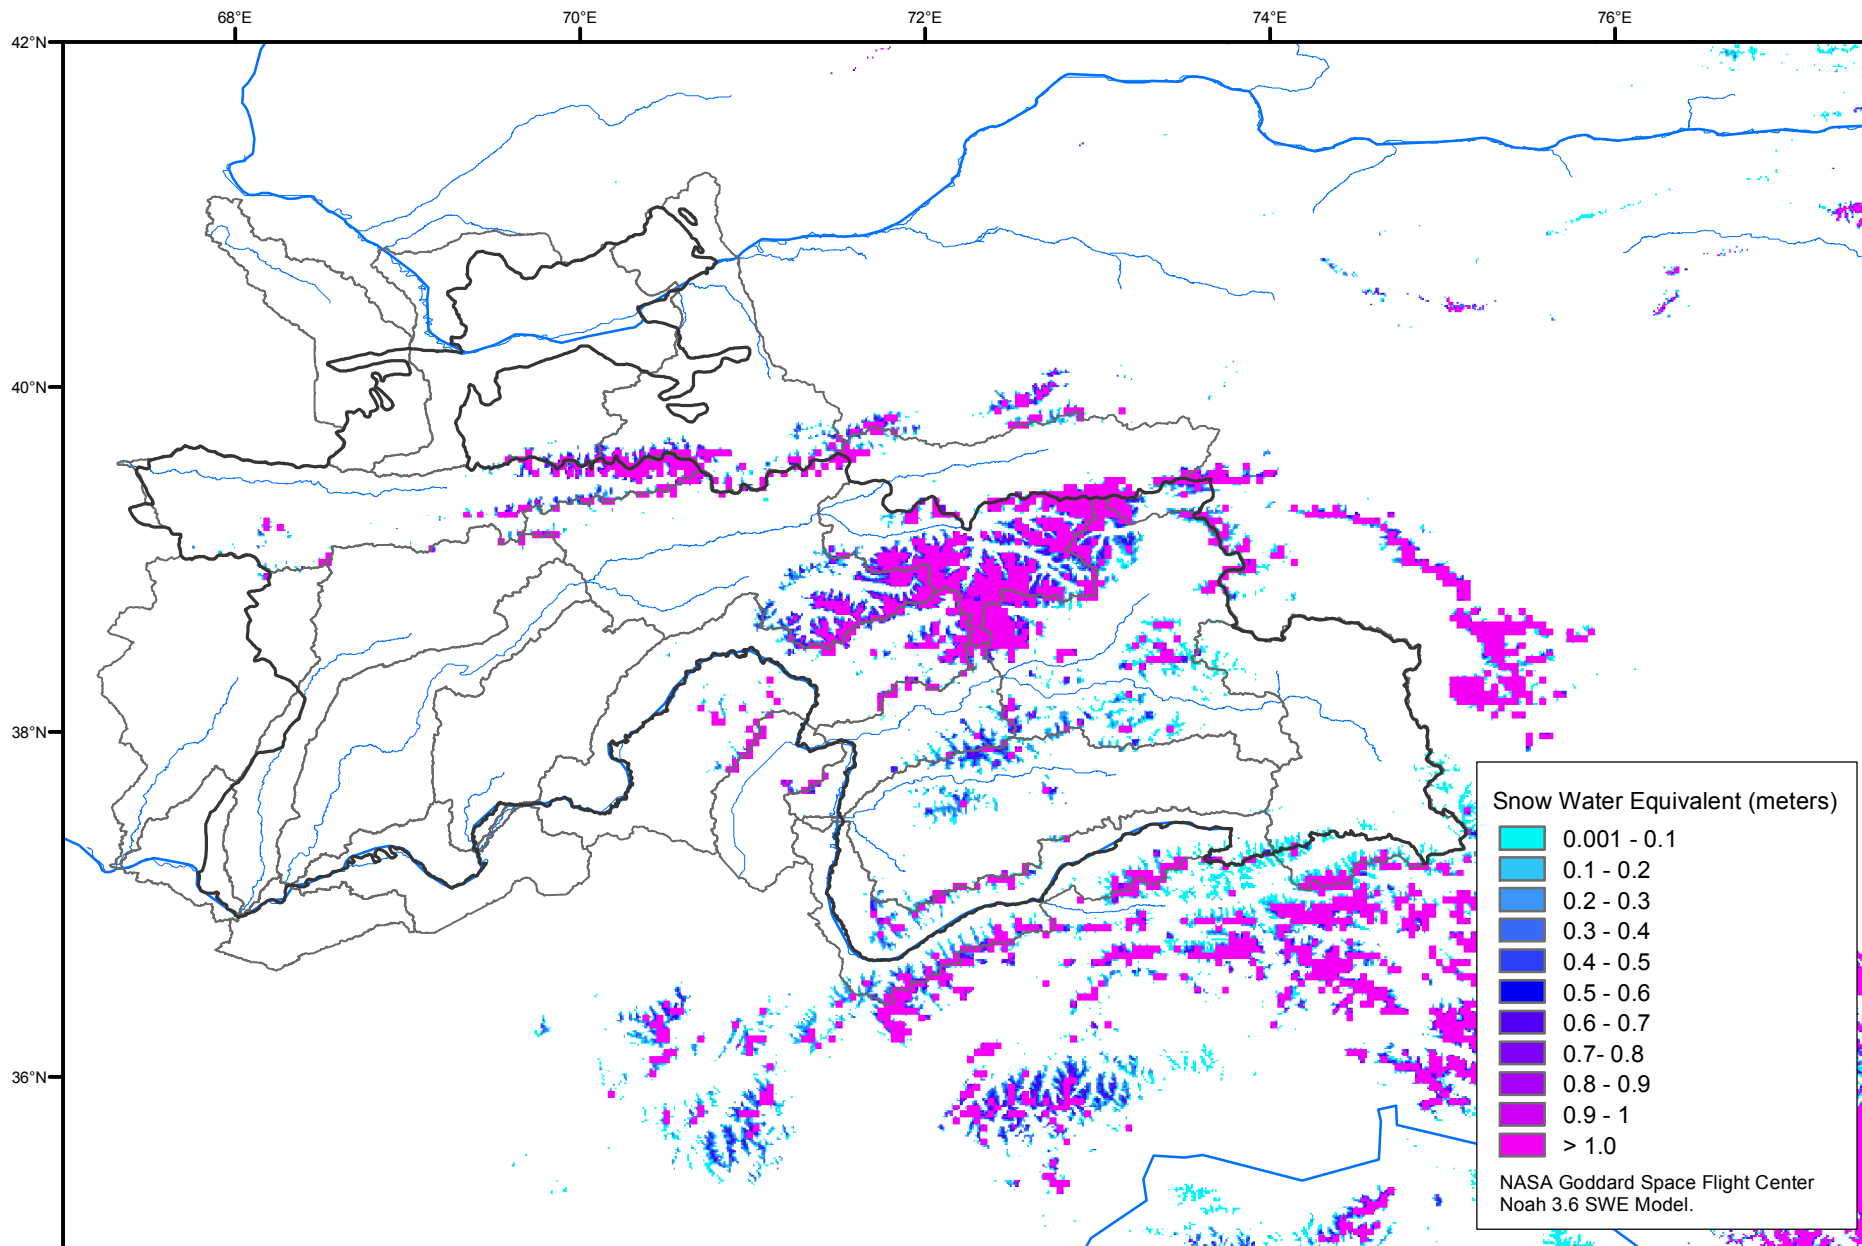 68°E
70°E
72°E
74°E
76°E
42°N
40°N
38°N
36°N
Snow Water Equivalent (meters)
0.001 - 0.1
0.1 - 0.2
0.2 - 0.3
0.3 - 0.4
0.4 - 0.5
0.5 - 0.6
0.6 - 0.7
0.7- 0.8
0.8 - 0.9
0.9 - 1
> 1.0
NASA Goddard Space Flight Center
Noah 3.6 SWE Model.